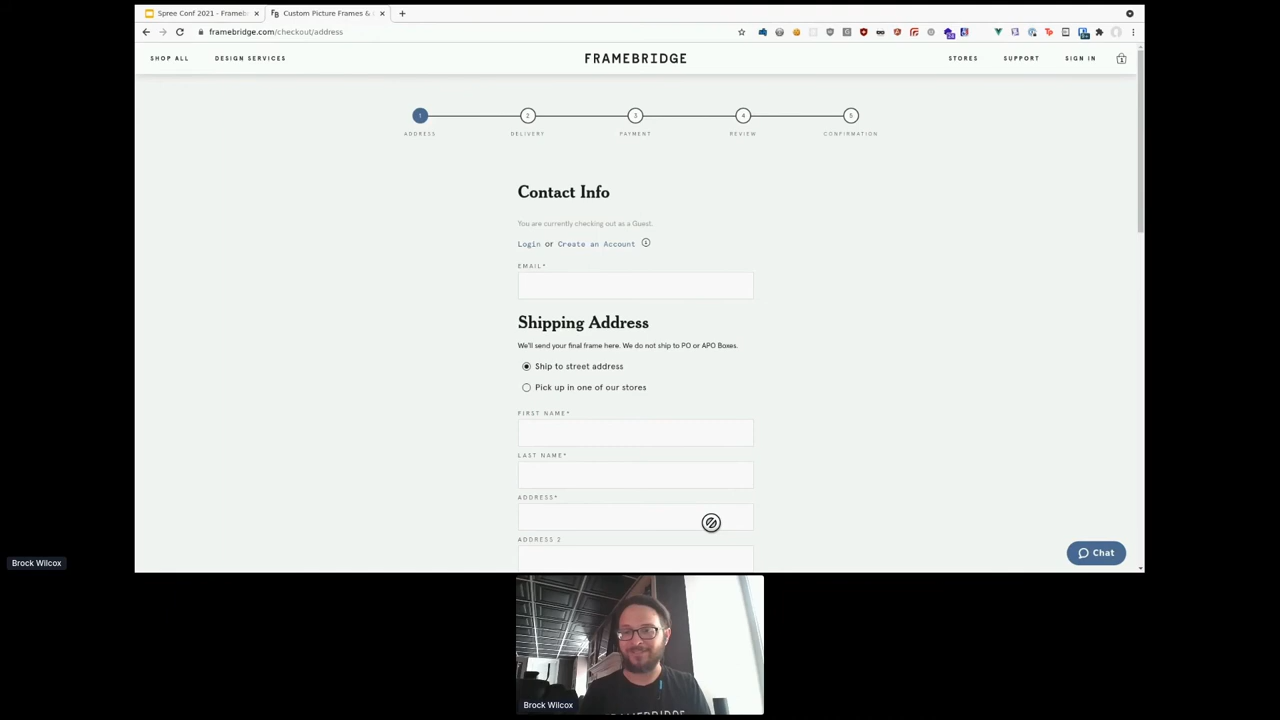 Spree Conf 2021 - Frameb
Custom Picture Frames &
framebridge.com/checkout/address
SHOP ALL
DESIGN SERVICES
FRAMEBRIDGE
STORES
SUPPORT
SIGN IN
1
1
2
3
4
5
ADDRESS
DELIVERY
PAYMENT
REVIEW
CONFIRMATION
Contact Info
You are currently checking out as a Guest.
Login or Create an Account
EMAIL*
Shipping Address
We'll send your final frame here. We do not ship to PO or APO Boxes.
Ship to street address
Pick up in one of our stores
FIRST NAME*
LAST NAME*
ADDRESS*
ADDRESS 2
Chat
Brock Wilcox
Brock Wilcox
FRAMEBRIDGE